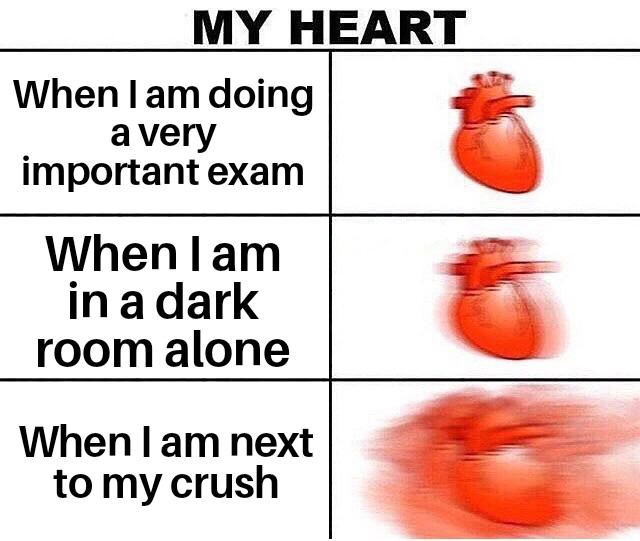 MY HEART
When I am doing
a very
important exam
When I am
in a dark
room alone
When I am next
to my crush